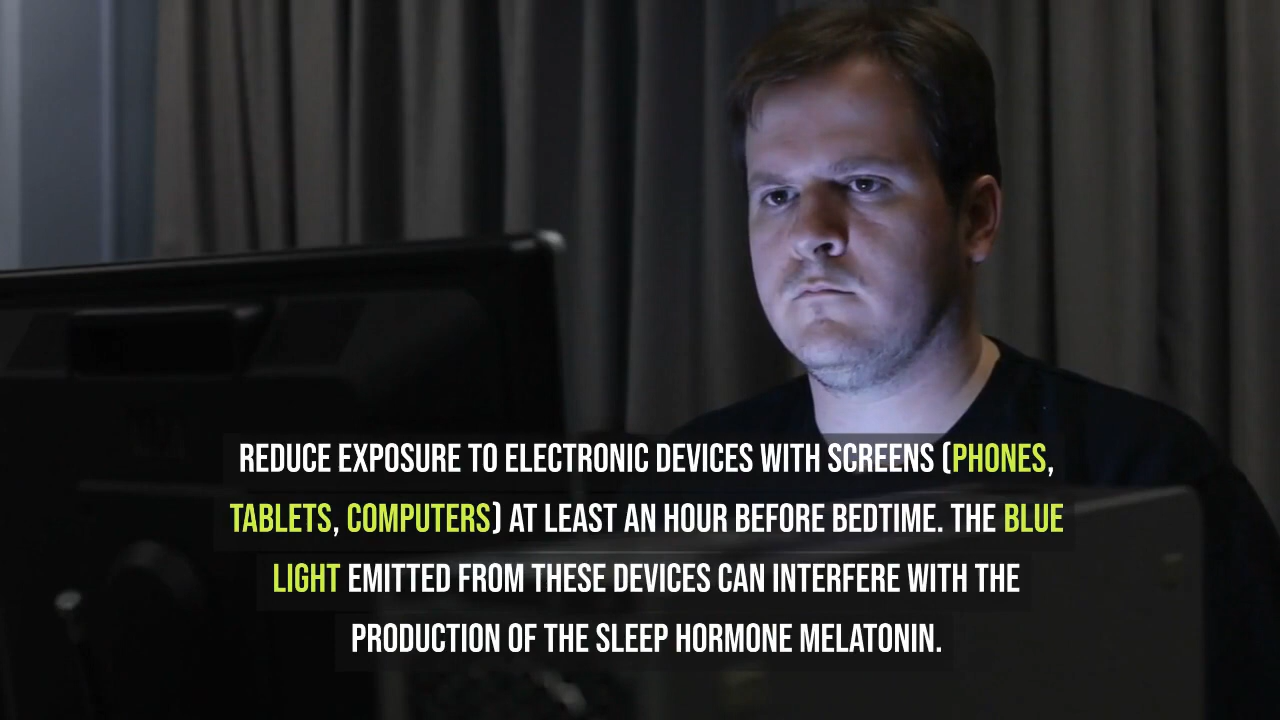 REDUCE EXPOSURE TO ELECTRONIC DEVICES WITH SCREENS (PHONES,
TABLETS, COMPUTERS) AT LEAST AN HOUR BEFORE BEDTIME. THE BLUE
LIGHT EMITTED FROM THESE DEVICES CAN INTERFERE WITH THE
PRODUCTION OF THE SLEEP HORMONE MELATONIN.